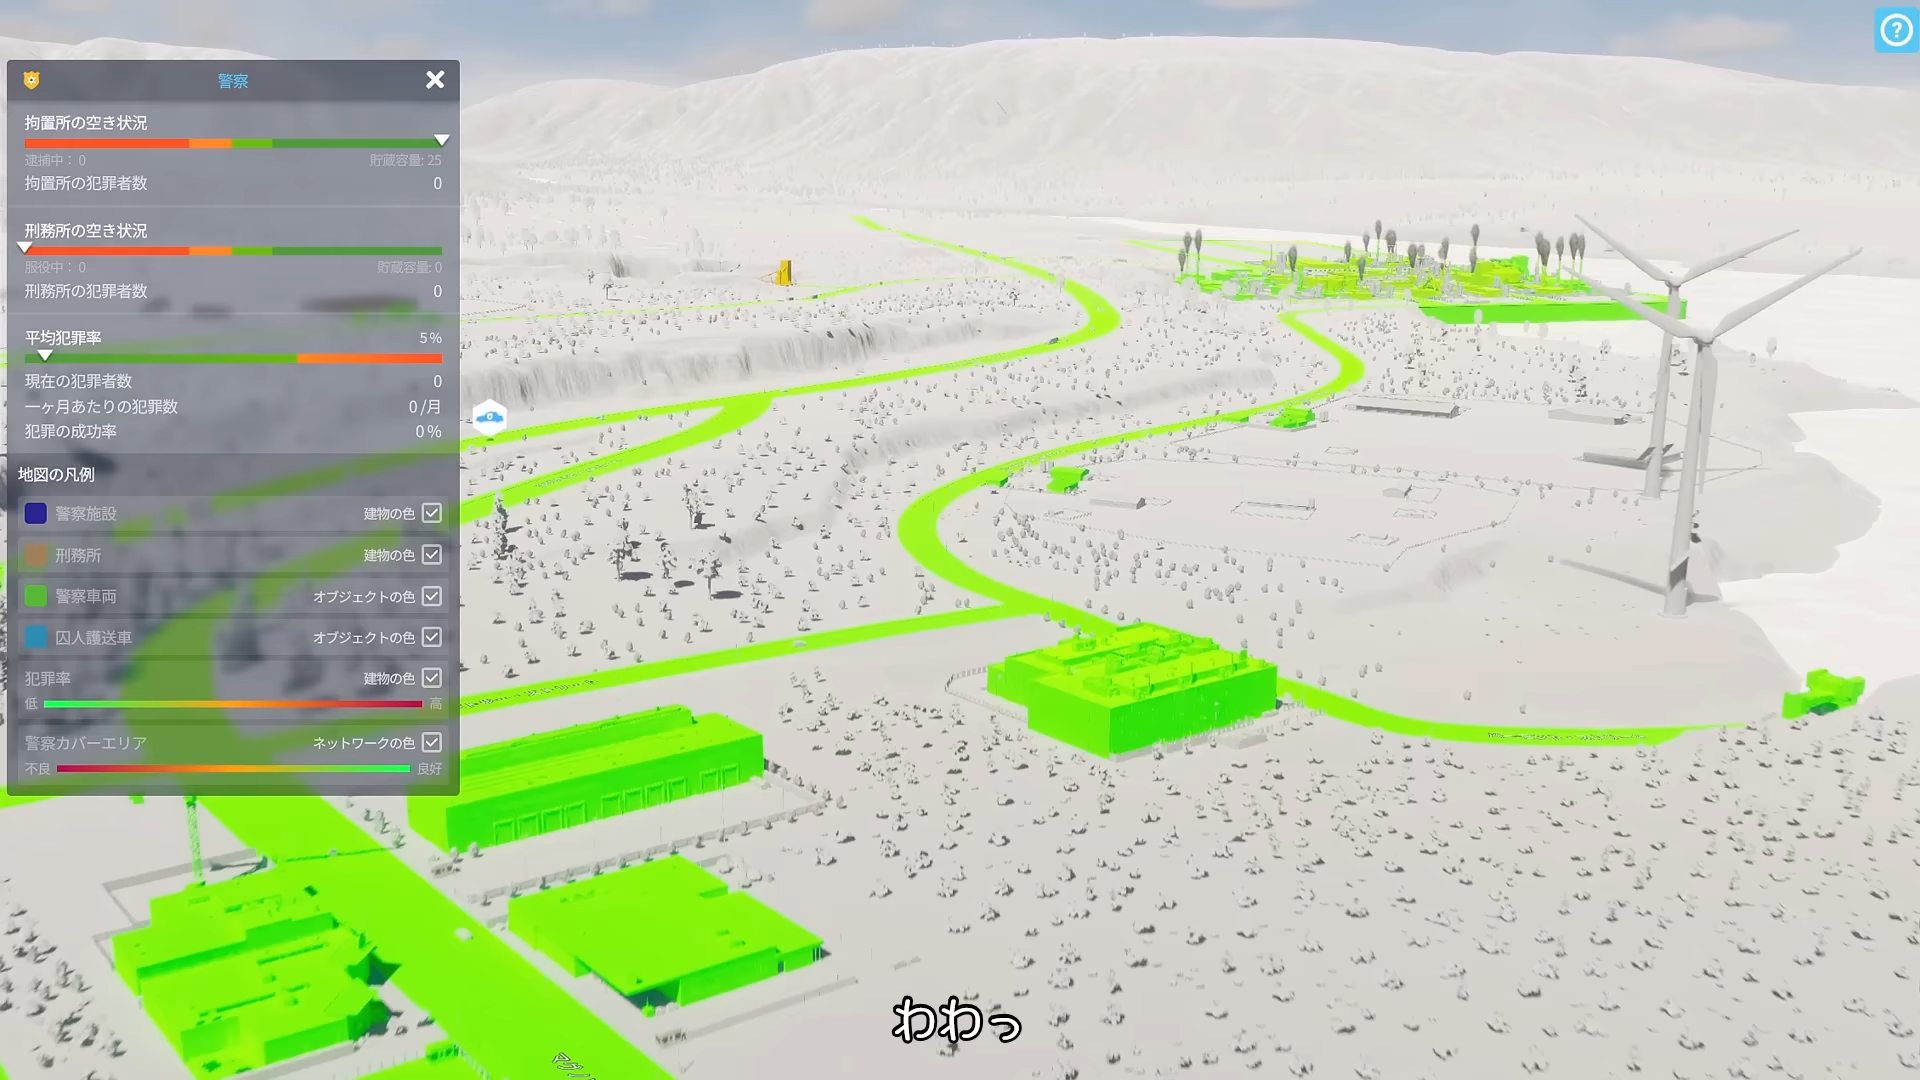 警察
拘置所の空き状況
逮捕中：0 貯蔵容量: 25
拘置所の犯罪者数 0
刑務所の空き状況
服役中：0 貯蔵容量: 0
刑務所の犯罪者数 0
平均犯罪率 5%
現在の犯罪者数 0
一ヶ月あたりの犯罪数 0 /月
犯罪の成功率 0%
地図の凡例
警察施設 建物の色
刑務所 建物の色
警察車両 オブジェクトの色
囚人護送車 オブジェクトの色
犯罪率 建物の色
低 高
警察カバーエリア ネットワークの色
不良 良好
わわっ